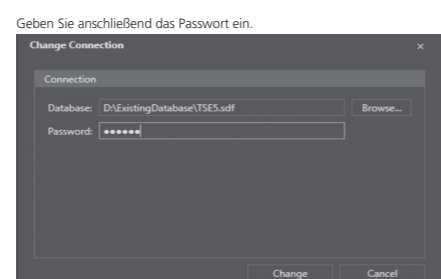 Geben Sie anschließend das Passwort ein.
Change Connection ×
Connection
Database: D:\ExistingDatabase\TSE5.sdf Browse...
Password: ●●●●●●
Change Cancel